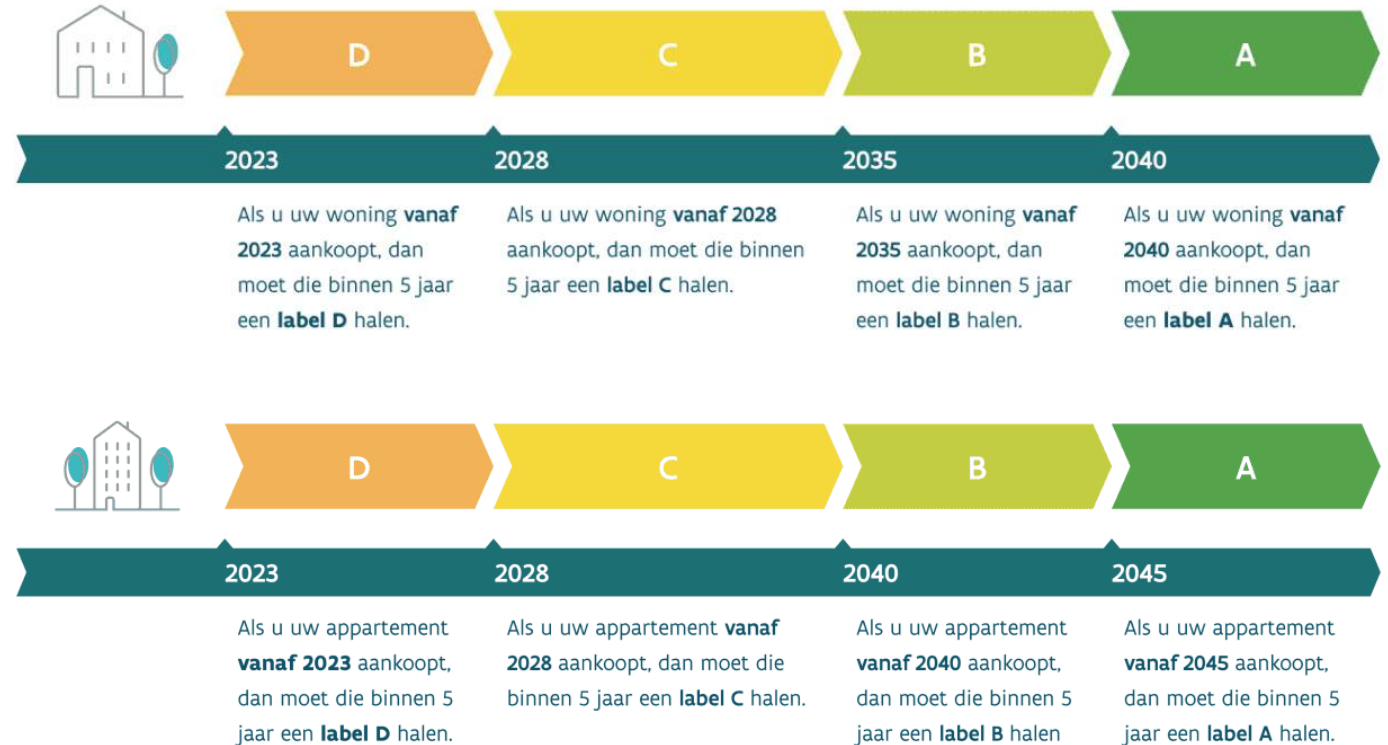 D
C
B
A
2023
2028
2035
2040
Als u uw woning vanaf
2023 aankoopt, dan
moet die binnen 5 jaar
een label D halen.
Als u uw woning vanaf 2028
aankoopt, dan moet die binnen
5 jaar een label C halen.
Als u uw woning vanaf
2035 aankoopt, dan
moet die binnen 5 jaar
een label B halen.
Als u uw woning vanaf
2040 aankoopt, dan
moet die binnen 5 jaar
een label A halen.
D
C
B
A
2023
2028
2040
2045
Als u uw appartement
vanaf 2023 aankoopt,
dan moet die binnen 5
jaar een label D halen.
Als u uw appartement vanaf
2028 aankoopt, dan moet die
binnen 5 jaar een label C halen.
Als u uw appartement
vanaf 2040 aankoopt,
dan moet die binnen 5
jaar een label B halen
Als u uw appartement
vanaf 2045 aankoopt,
dan moet die binnen 5
jaar een label A halen.